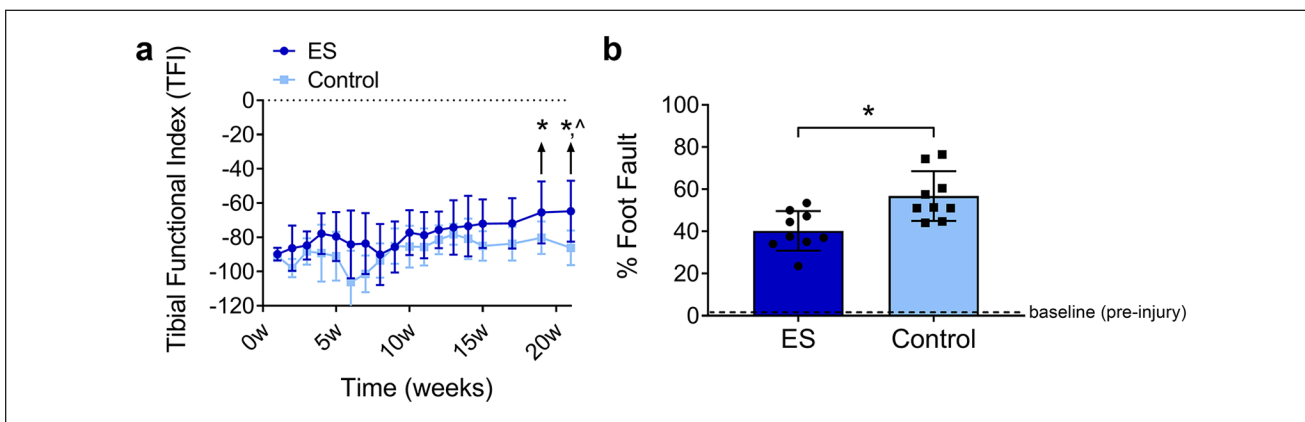 a
ES
Control
Tibial Functional Index (TFI)
0
-20
-40
-60
-80
-100
-120
*
*,^
0w
5w
10w
15w
20w
Time (weeks)
b
% Foot Fault
100
80
60
40
20
0
*
baseline (pre-injury)
ES
Control